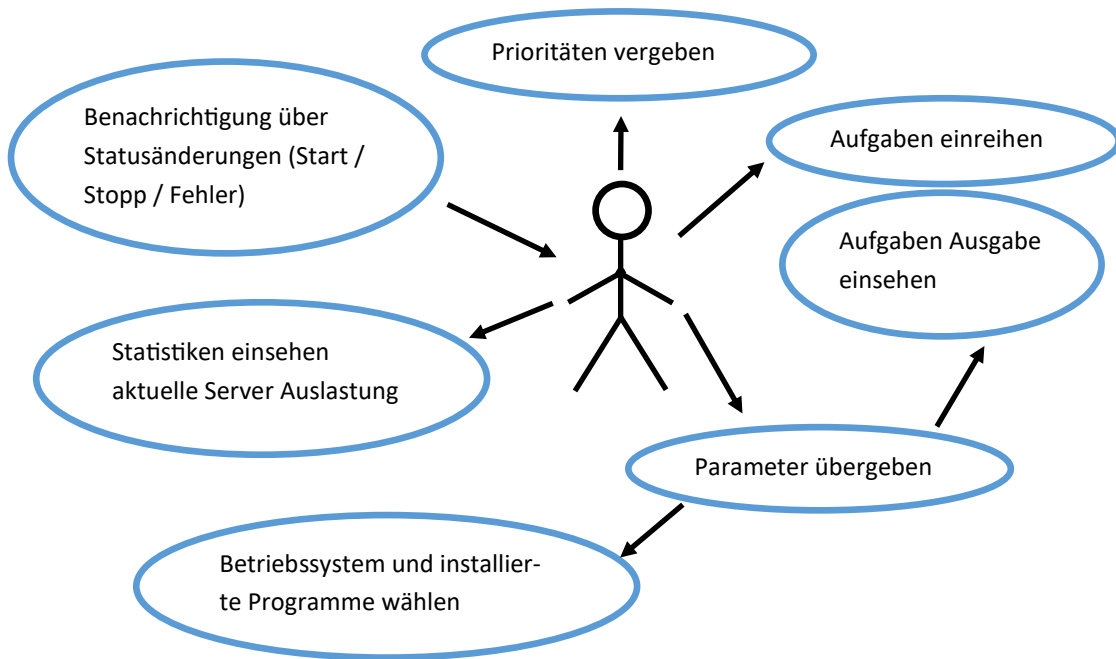 Prioritäten vergeben
Benachrichtigung über
Statusänderungen (Start /
Stopp / Fehler)
Aufgaben einreihen
Aufgaben Ausgabe
einsehen
Statistiken einsehen
aktuelle Server Auslastung
Parameter übergeben
Betriebssystem und installier-
te Programme wählen